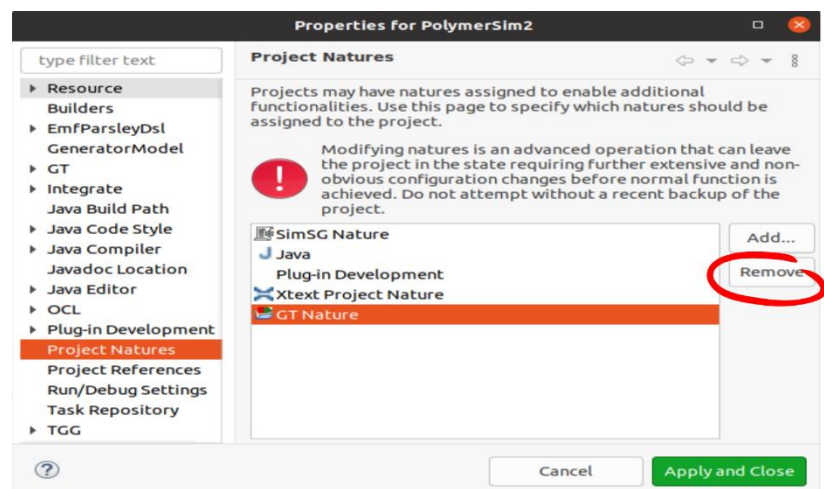 Properties for PolymerSim2
type filter text
Resource
Builders
EmfParsleyDsl
GeneratorModel
GT
Integrate
Java Build Path
Java Code Style
Java Compiler
Javadoc Location
Java Editor
OCL
Plug-in Development
Project Natures
Project References
Run/Debug Settings
Task Repository
TGG
Project Natures
Projects may have natures assigned to enable additional
functionalities. Use this page to specify which natures should be
assigned to the project.
Modifying natures is an advanced operation that can leave
the project in the state requiring further extensive and non-
obvious configuration changes before normal function is
achieved. Do not attempt without a recent backup of the
project.
SimSG Nature
Java
Plug-in Development
Xtext Project Nature
GT Nature
Add...
Remove
Cancel
Apply and Close